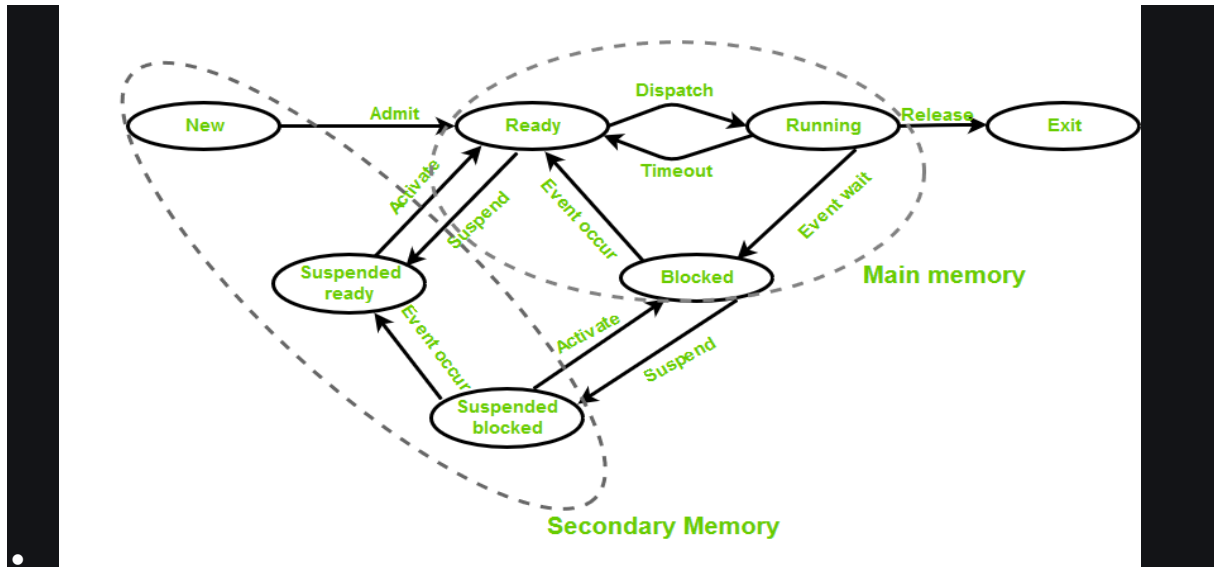 Dispatch
Admit
Release
New
Ready
Running
Exit
Timeout
Activate
Suspend
Event occur
Event wait
Suspended
ready
Blocked
Main memory
Event occur
Activate
Suspend
Suspended
blocked
Secondary Memory